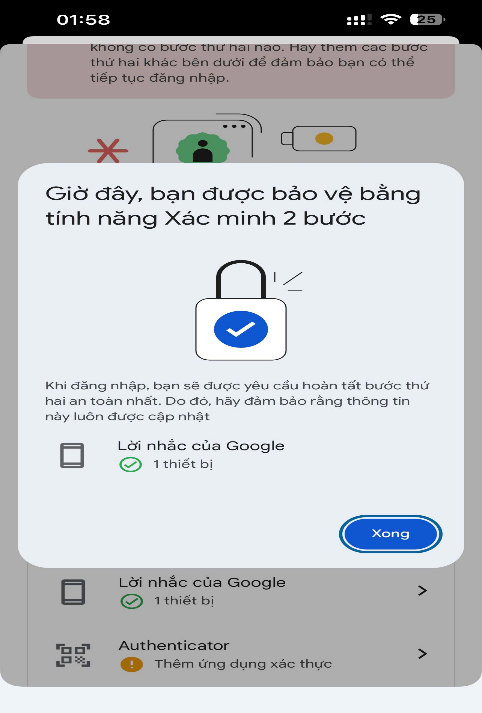 01:58
25
không có bước thứ hai nào. Hãy thêm các bước
thứ hai khác bên dưới để đảm bảo bạn có thể
tiếp tục đăng nhập.
Giờ đây, bạn được bảo vệ bằng
tính năng Xác minh 2 bước
Khi đăng nhập, bạn sẽ được yêu cầu hoàn tất bước thứ
hai an toàn nhất. Do đó, hãy đảm bảo rằng thông tin
này luôn được cập nhật
Lời nhắc của Google
1 thiết bị
Xong
Lời nhắc của Google
1 thiết bị
Authenticator
Thêm ứng dụng xác thực